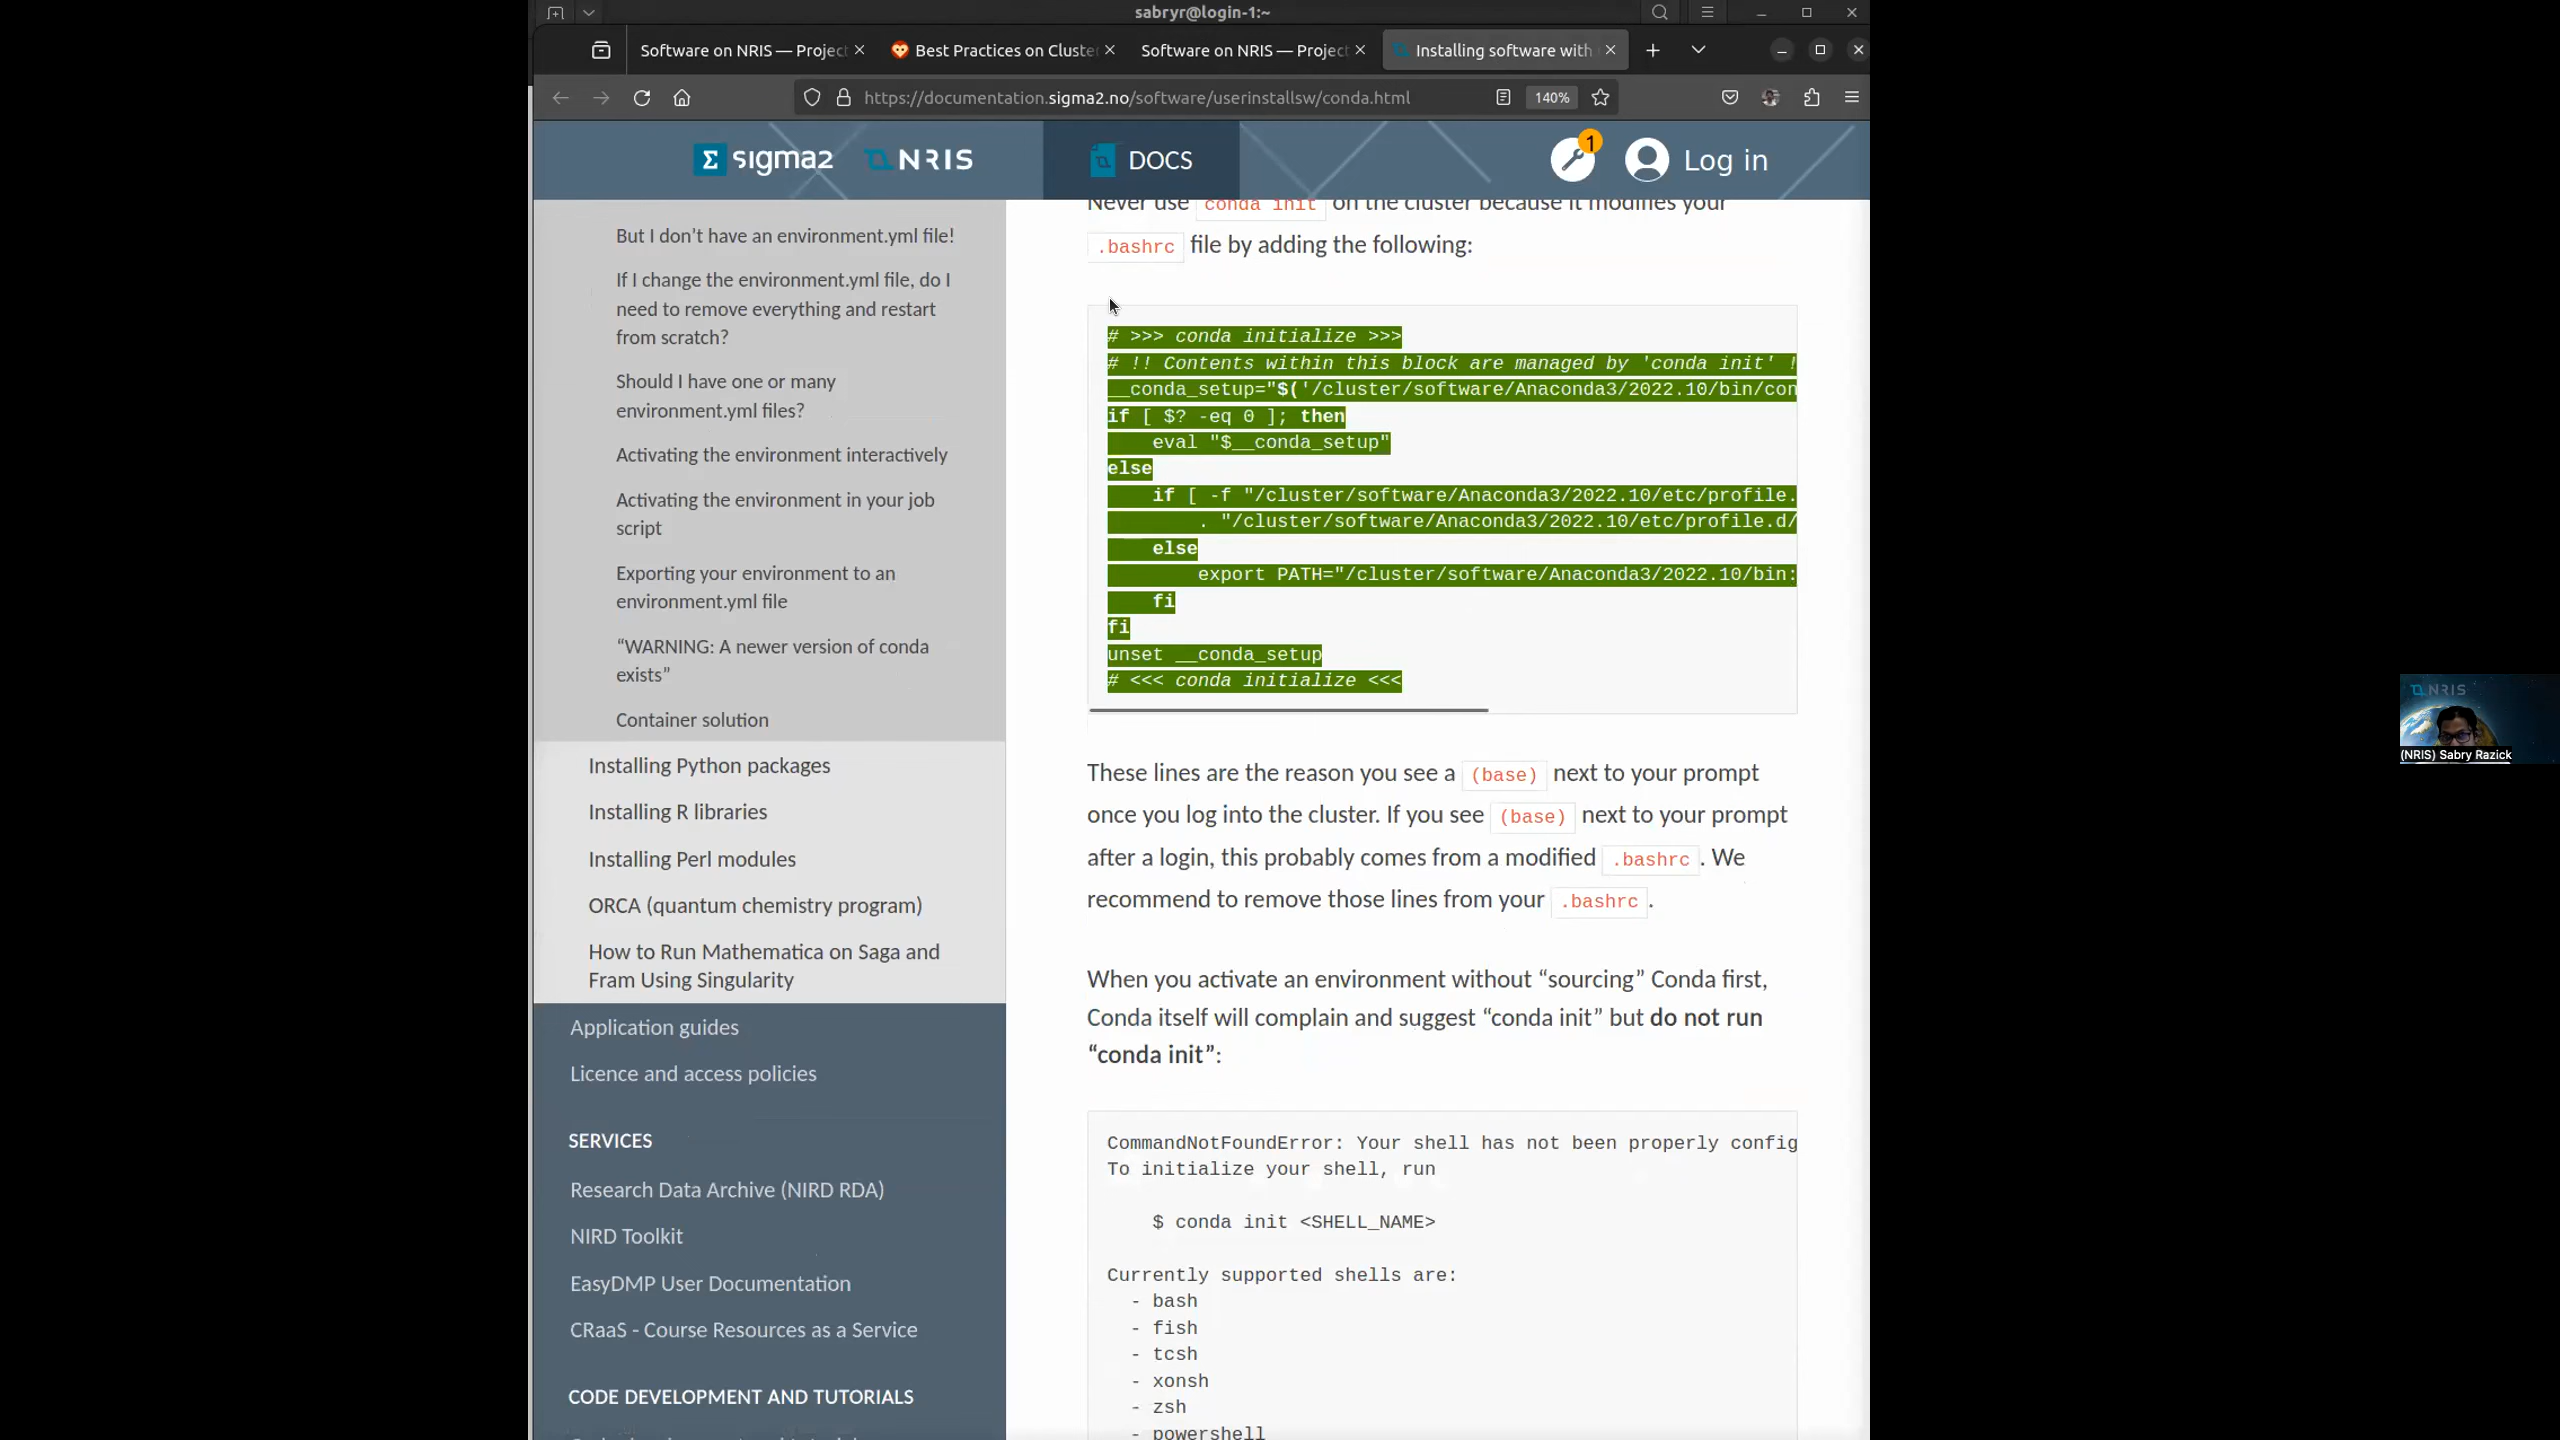 sabryr@login-1:~
Software on NRIS — Project
Best Practices on Cluste
Software on NRIS — Project
Installing software with
https://documentation.sigma2.no/software/userinstallsw/conda.html
140%
Σ sigma2 NRIS
DOCS
1
Log in
But I don’t have an environment.yml file!
If I change the environment.yml file, do I
need to remove everything and restart
from scratch?
Should I have one or many
environment.yml files?
Activating the environment interactively
Activating the environment in your job
script
Exporting your environment to an
environment.yml file
“WARNING: A newer version of conda
exists”
Container solution
Installing Python packages
Installing R libraries
Installing Perl modules
ORCA (quantum chemistry program)
How to Run Mathematica on Saga and
Fram Using Singularity
Application guides
Licence and access policies
SERVICES
Research Data Archive (NIRD RDA)
NIRD Toolkit
EasyDMP User Documentation
CRaaS - Course Resources as a Service
CODE DEVELOPMENT AND TUTORIALS
Never use conda init on the cluster because it modifies your
.bashrc file by adding the following:
# >>> conda initialize >>>
# !! Contents within this block are managed by 'conda init' !
__conda_setup="$('/cluster/software/Anaconda3/2022.10/bin/con
if [ $? -eq 0 ]; then
eval "$__conda_setup"
else
if [ -f "/cluster/software/Anaconda3/2022.10/etc/profile.
. "/cluster/software/Anaconda3/2022.10/etc/profile.d/
else
export PATH="/cluster/software/Anaconda3/2022.10/bin:
fi
fi
unset __conda_setup
# <<< conda initialize <<<
These lines are the reason you see a (base) next to your prompt
once you log into the cluster. If you see (base) next to your prompt
after a login, this probably comes from a modified .bashrc . We
recommend to remove those lines from your .bashrc .
When you activate an environment without “sourcing” Conda first,
Conda itself will complain and suggest “conda init” but do not run
“conda init”:
CommandNotFoundError: Your shell has not been properly config
To initialize your shell, run
$ conda init <SHELL_NAME>
Currently supported shells are:
- bash
- fish
- tcsh
- xonsh
- zsh
- powershell
NRIS
(NRIS) Sabry Razick